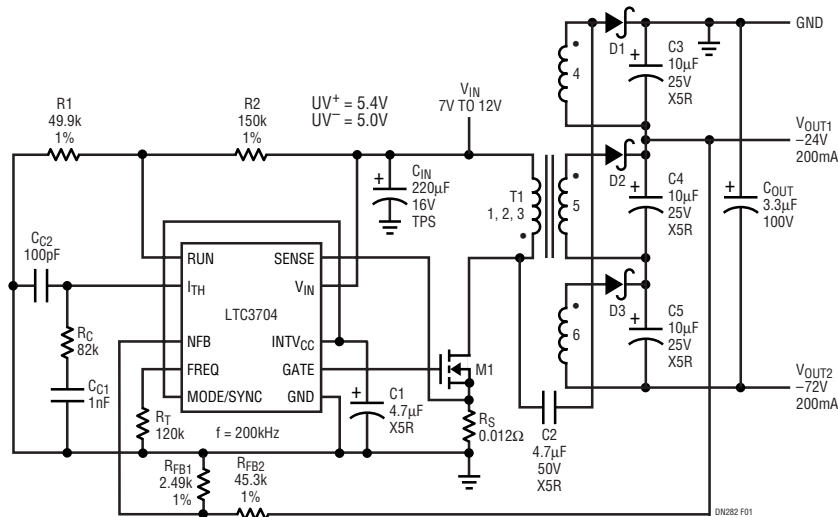 R1
49.9k
1%
R2
150k
1%
UV+ = 5.4V
UV– = 5.0V
VIN
7V TO 12V
CIN
220µF
16V
TPS
+
T1
1, 2, 3
4
5
6
D1
D2
D3
+
C3
10µF
25V
X5R
+
C4
10µF
25V
X5R
+
C5
10µF
25V
X5R
+
COUT
3.3µF
100V
GND
VOUT1
–24V
200mA
VOUT2
–72V
200mA
CC2
100pF
RC
82k
CC1
1nF
RUN
ITH
NFB
FREQ
MODE/SYNC
LTC3704
SENSE
VIN
INTVCC
GATE
GND
RT
120k
f = 200kHz
+
C1
4.7µF
X5R
M1
RS
0.012Ω
C2
4.7µF
50V
X5R
RFB1
2.49k
1%
RFB2
45.3k
1%
DN282 F01